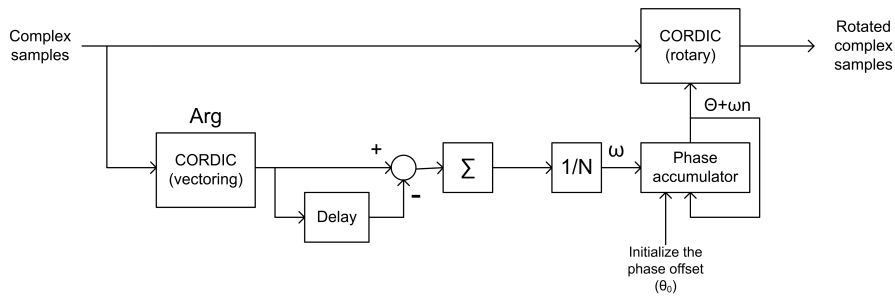 Complex
samples
CORDIC
(rotary)
Rotated
complex
samples
Arg
CORDIC
(vectoring)
+
-
Delay
Σ
1/N
ω
Θ+ωn
Phase
accumulator
Initialize the
phase offset
(θ₀)